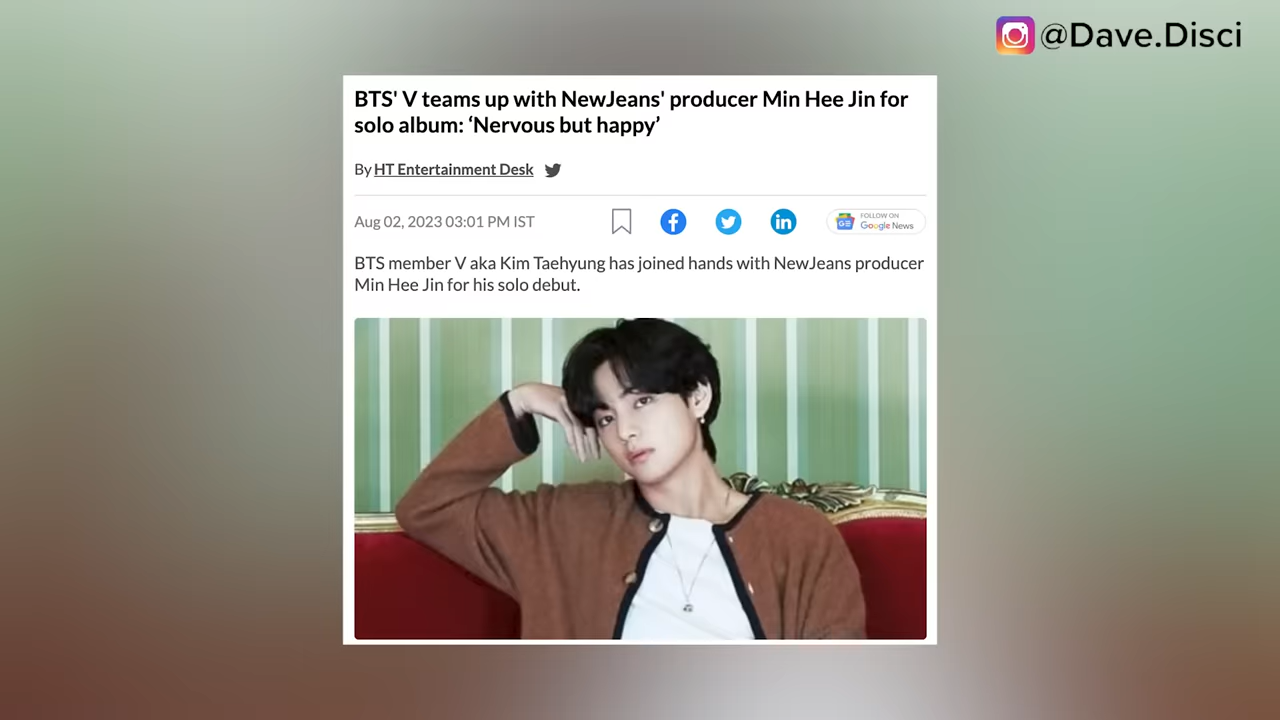 @Dave.Disci
BTS' V teams up with NewJeans' producer Min Hee Jin for
solo album: ‘Nervous but happy’
By HT Entertainment Desk
Aug 02, 2023 03:01 PM IST
FOLLOW ON
Google News
BTS member V aka Kim Taehyung has joined hands with NewJeans producer
Min Hee Jin for his solo debut.